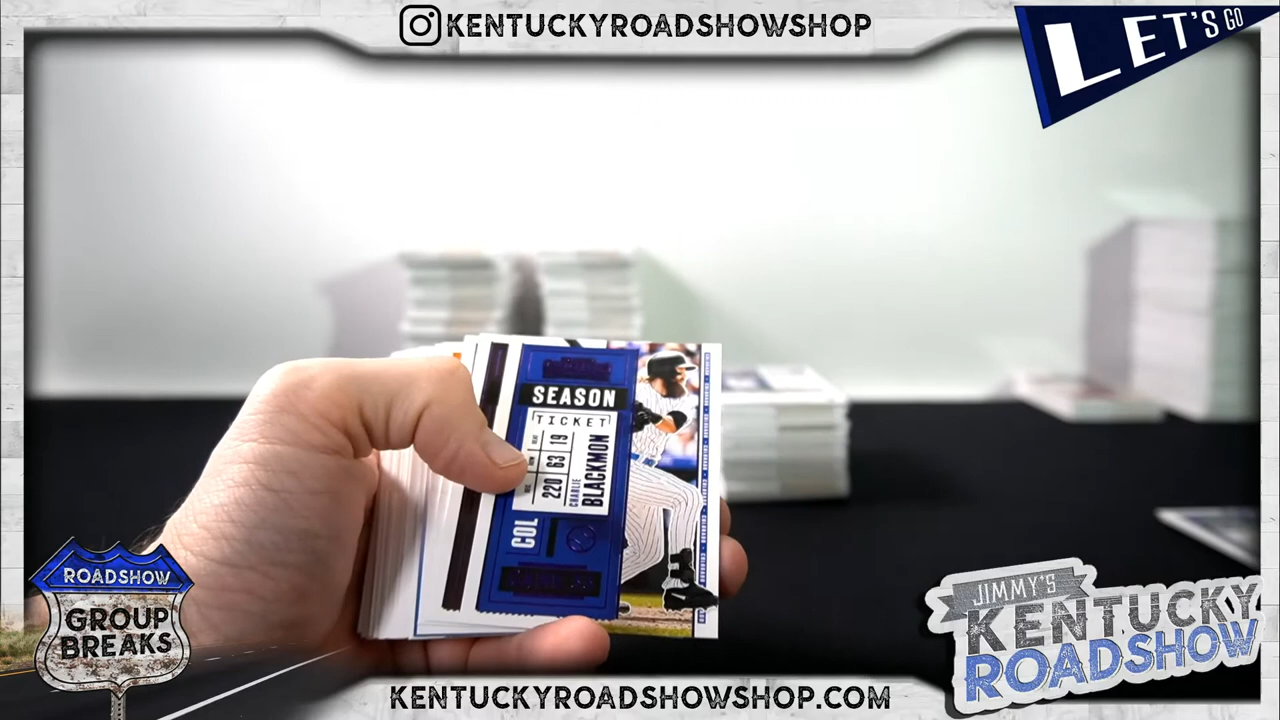 KENTUCKYROADSHOWSHOP
LET'S GO
SEASON
TICKET
220 63 19
CHARLIE
BLACKMON
COL
ROADSHOW
GROUP
BREAKS
JIMMY'S
KENTUCKY
ROADSHOW
KENTUCKYROADSHOWSHOP.COM